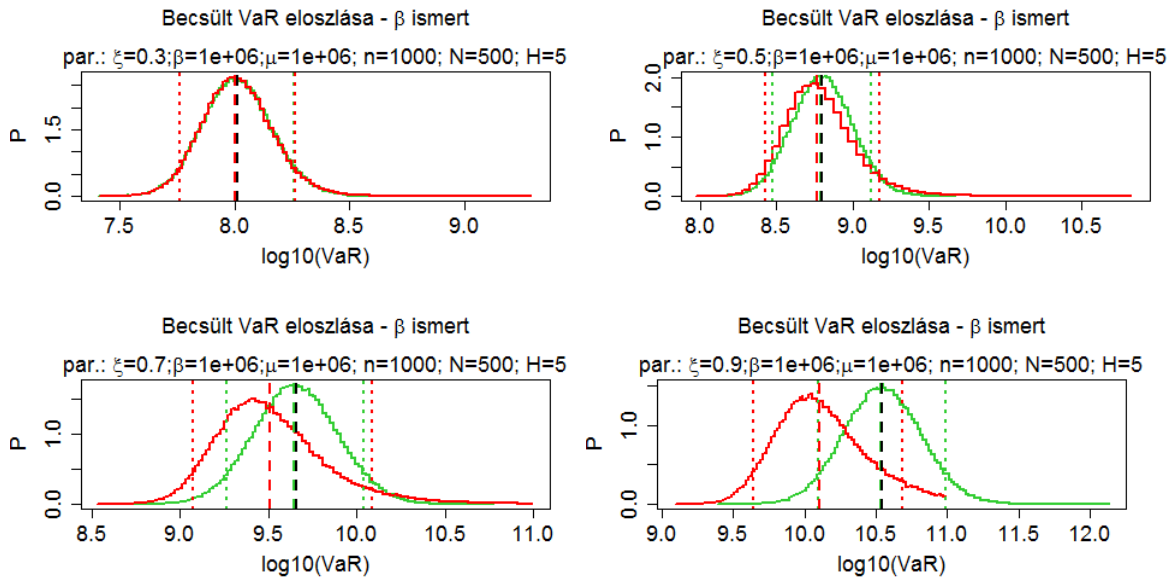 Becsült VaR eloszlása - β ismert
par.: ξ=0.3;β=1e+06;μ=1e+06; n=1000; N=500; H=5
P
0.0 1.5
7.5 8.0 8.5 9.0
log10(VaR)
Becsült VaR eloszlása - β ismert
par.: ξ=0.5;β=1e+06;μ=1e+06; n=1000; N=500; H=5
P
0.0 1.0 2.0
8.0 8.5 9.0 9.5 10.0 10.5
log10(VaR)
Becsült VaR eloszlása - β ismert
par.: ξ=0.7;β=1e+06;μ=1e+06; n=1000; N=500; H=5
P
0.0 1.0
8.5 9.0 9.5 10.0 10.5 11.0
log10(VaR)
Becsült VaR eloszlása - β ismert
par.: ξ=0.9;β=1e+06;μ=1e+06; n=1000; N=500; H=5
P
0.0 1.0
9.0 9.5 10.0 10.5 11.0 11.5 12.0
log10(VaR)